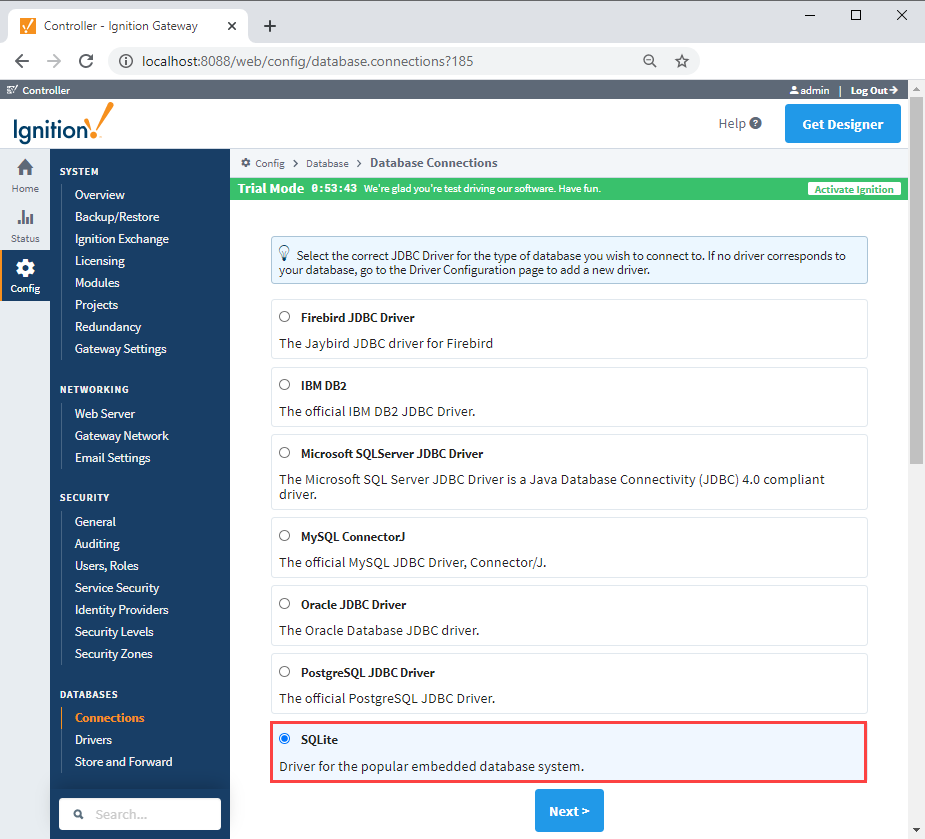 Controller - Ignition Gateway
localhost:8088/web/config/database.connections?185
Controller
admin | Log Out
Ignition!
Help
Get Designer
Home
Status
Config
SYSTEM
Overview
Backup/Restore
Ignition Exchange
Licensing
Modules
Projects
Redundancy
Gateway Settings
NETWORKING
Web Server
Gateway Network
Email Settings
SECURITY
General
Auditing
Users, Roles
Service Security
Identity Providers
Security Levels
Security Zones
DATABASES
Connections
Drivers
Store and Forward
Search...
Config > Database > Database Connections
Trial Mode 0:53:43 We're glad you're test driving our software. Have fun.
Activate Ignition
Select the correct JDBC Driver for the type of database you wish to connect to. If no driver corresponds to
your database, go to the Driver Configuration page to add a new driver.
Firebird JDBC Driver
The Jaybird JDBC driver for Firebird
IBM DB2
The official IBM DB2 JDBC Driver.
Microsoft SQLServer JDBC Driver
The Microsoft SQL Server JDBC Driver is a Java Database Connectivity (JDBC) 4.0 compliant
driver.
MySQL ConnectorJ
The official MySQL JDBC Driver, Connector/J.
Oracle JDBC Driver
The Oracle Database JDBC driver.
PostgreSQL JDBC Driver
The official PostgreSQL JDBC Driver.
SQLite
Driver for the popular embedded database system.
Next >